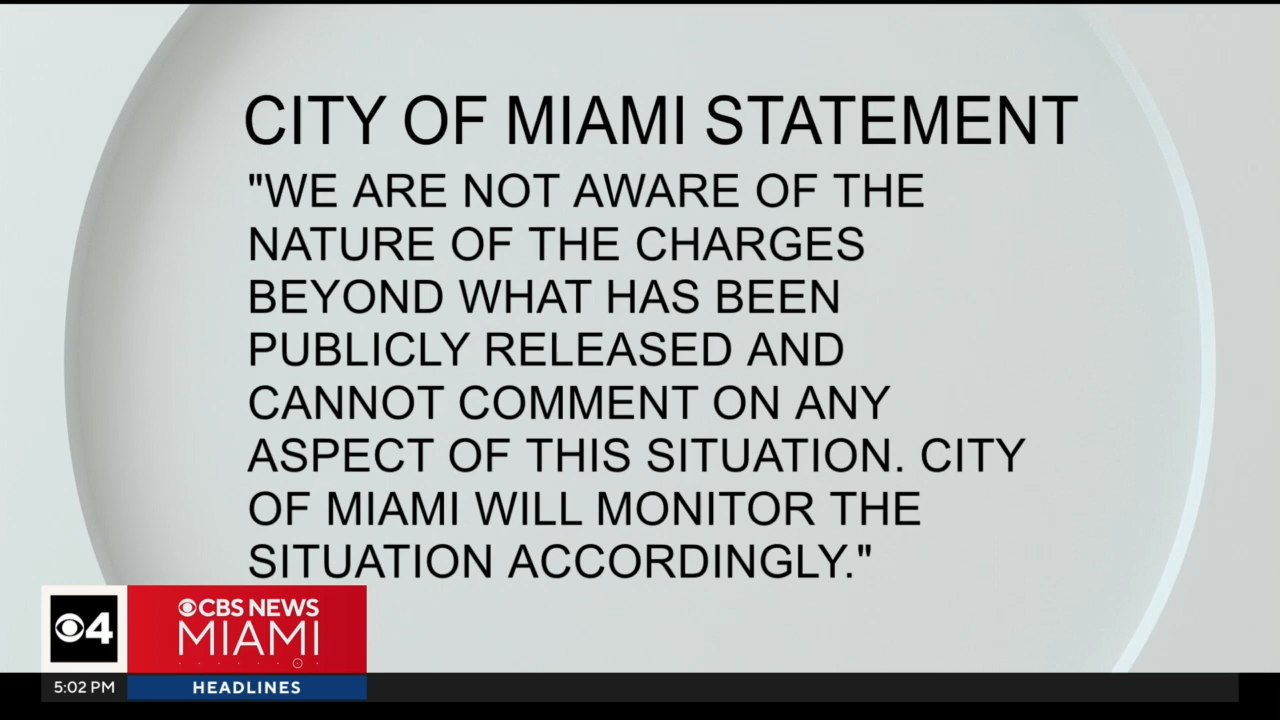 CITY OF MIAMI STATEMENT
"WE ARE NOT AWARE OF THE
NATURE OF THE CHARGES
BEYOND WHAT HAS BEEN
PUBLICLY RELEASED AND
CANNOT COMMENT ON ANY
ASPECT OF THIS SITUATION. CITY
OF MIAMI WILL MONITOR THE
SITUATION ACCORDINGLY."
4
CBS NEWS
MIAMI
5:02 PM
HEADLINES